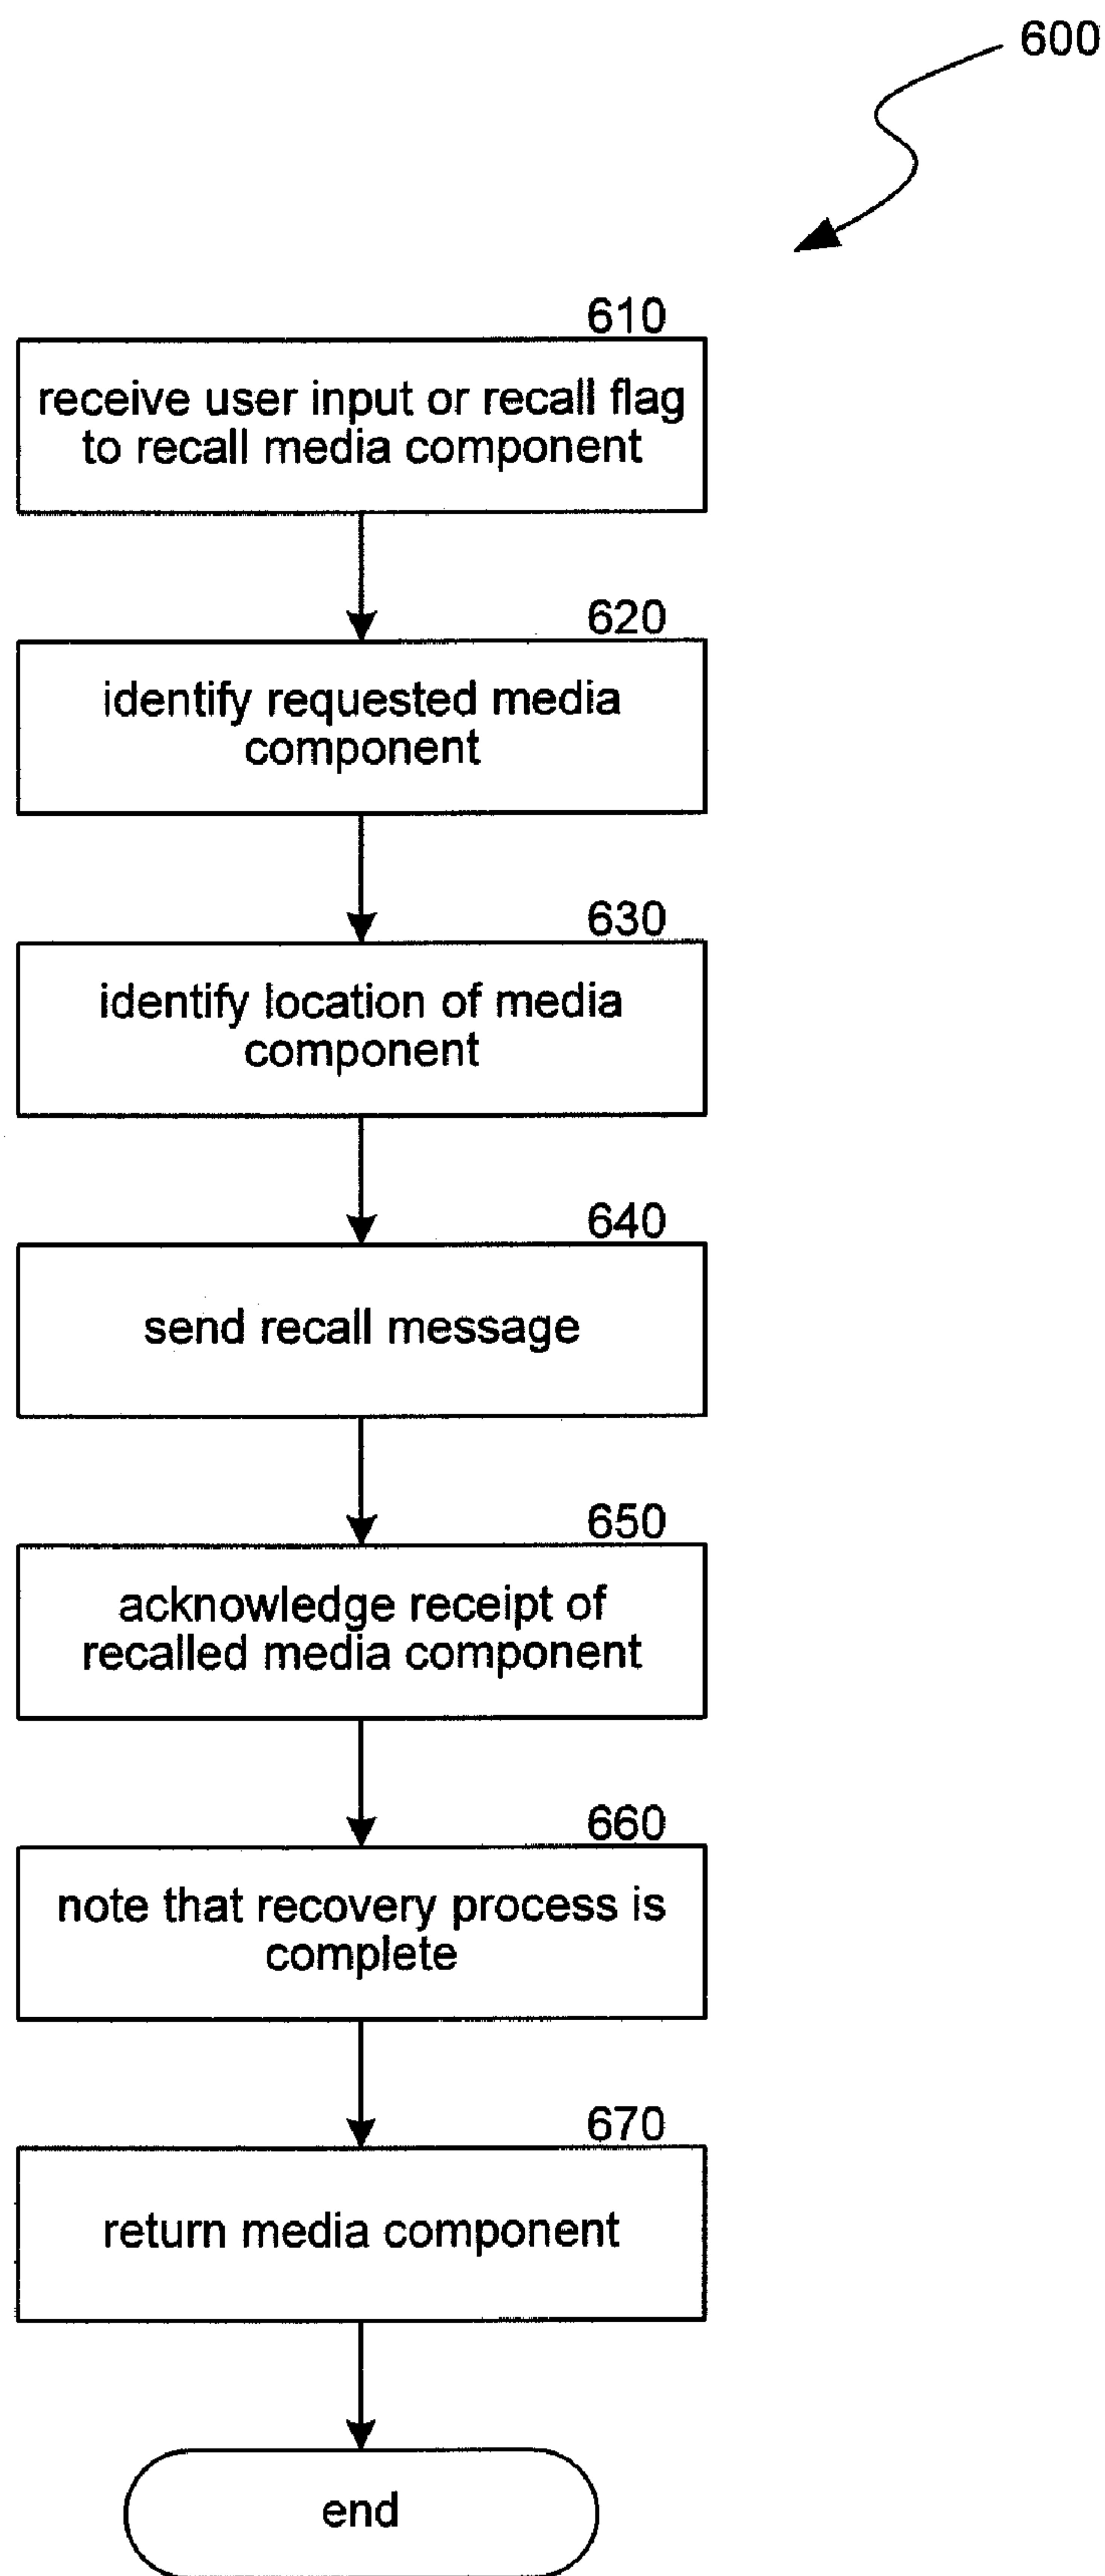 600
610
receive user input or recall flag
to recall media component
620
identify requested media
component
630
identify location of media
component
640
send recall message
650
acknowledge receipt of
recalled media component
660
note that recovery process is
complete
670
return media component
end